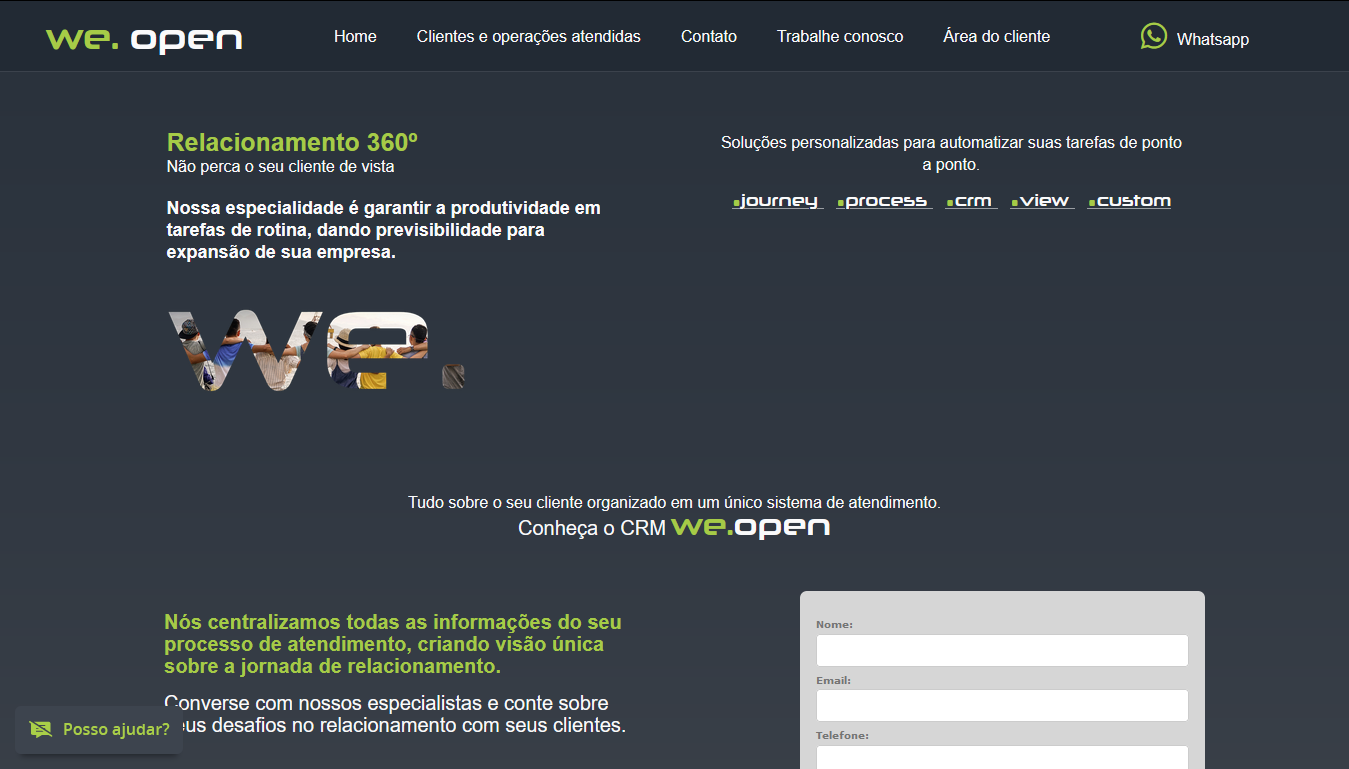 we. open
Home
Clientes e operações atendidas
Contato
Trabalhe conosco
Área do cliente
Whatsapp
Relacionamento 360º
Não perca o seu cliente de vista
Nossa especialidade é garantir a produtividade em
tarefas de rotina, dando previsibilidade para
expansão de sua empresa.
Soluções personalizadas para automatizar suas tarefas de ponto
a ponto.
.journey .process .crm .view .custom
we.
Tudo sobre o seu cliente organizado em um único sistema de atendimento.
Conheça o CRM we.open
Nós centralizamos todas as informações do seu
processo de atendimento, criando visão única
sobre a jornada de relacionamento.
Converse com nossos especialistas e conte sobre
eus desafios no relacionamento com seus clientes.
Posso ajudar?
Nome:
Email:
Telefone: